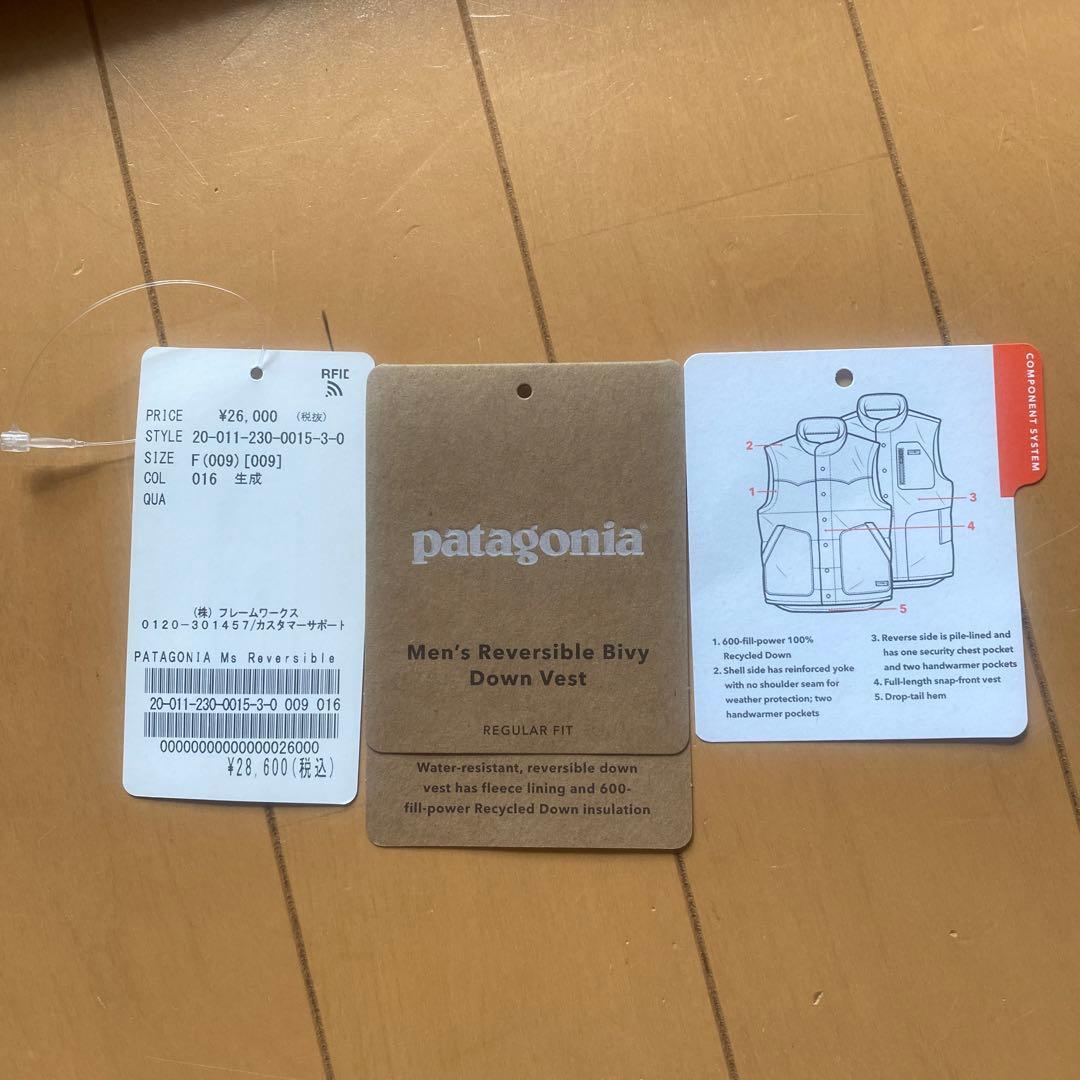 RFID
PRICE ¥26,000 (税抜)
STYLE 20-011-230-0015-3-0
SIZE F(009)[009]
COL 016 生成
QUA
(株) フレームワークス
0120-301457/カスタマーサポート
PATAGONIA Ms Reversible
20-011-230-0015-3-0 009 016
00000000000000026000
¥28,600(税込)
patagonia
Men's Reversible Bivy
Down Vest
REGULAR FIT
Water-resistant, reversible down
vest has fleece lining and 600-
fill-power Recycled Down insulation
COMPONENT SYSTEM
2
1
3
4
5
1. 600-fill-power 100%
Recycled Down
2. Shell side has reinforced yoke
with no shoulder seam for
weather protection; two
handwarmer pockets
3. Reverse side is pile-lined and
has one security chest pocket
and two handwarmer pockets
4. Full-length snap-front vest
5. Drop-tail hem